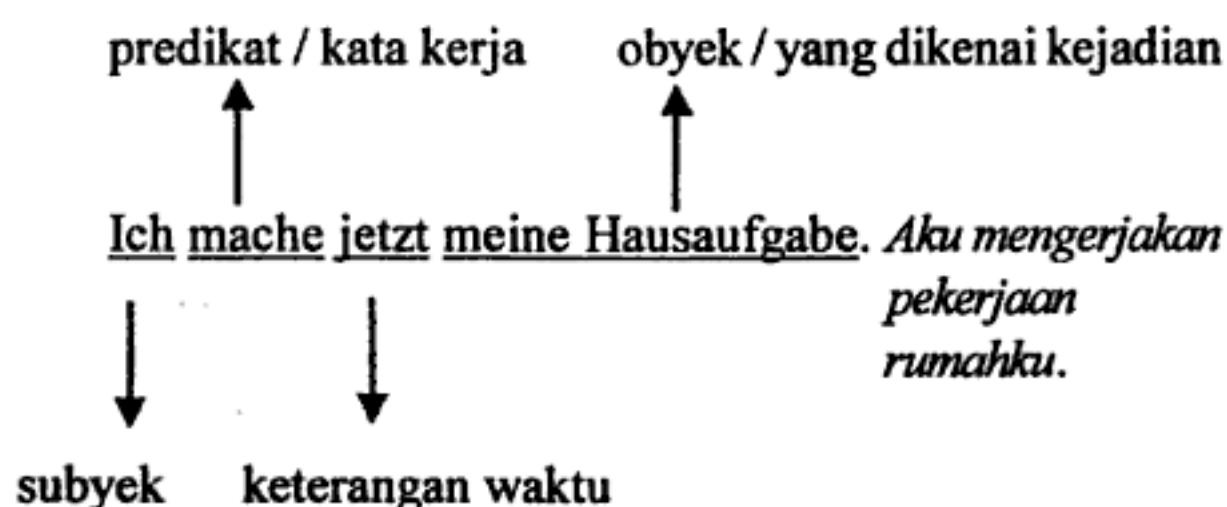 predikat / kata kerja obyek / yang dikenai kejadian
Ich mache jetzt meine Hausaufgabe. Aku mengerjakan
pekerjaan
rumahku.
subyek keterangan waktu